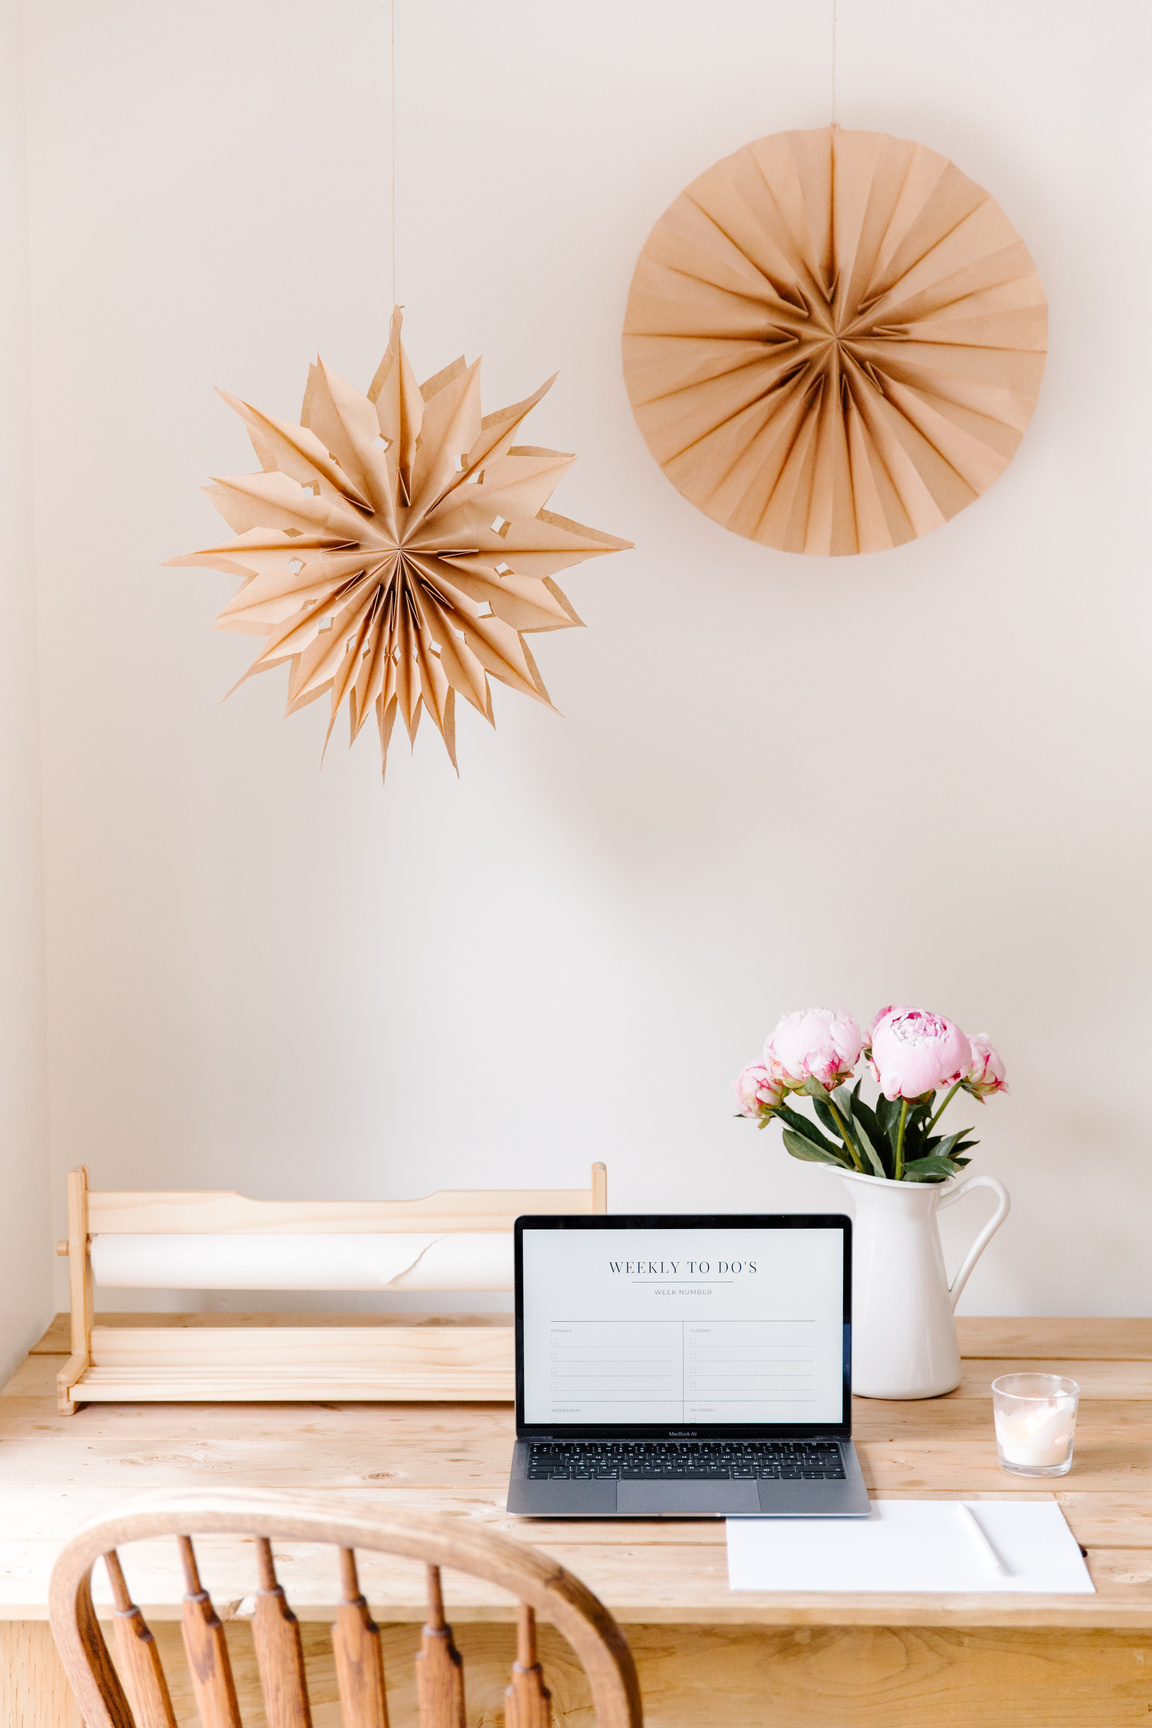 WEEKLY TO DO'S
WEEK NUMBER
MONDAY
TUESDAY
WEDNESDAY
THURSDAY
MacBook Air